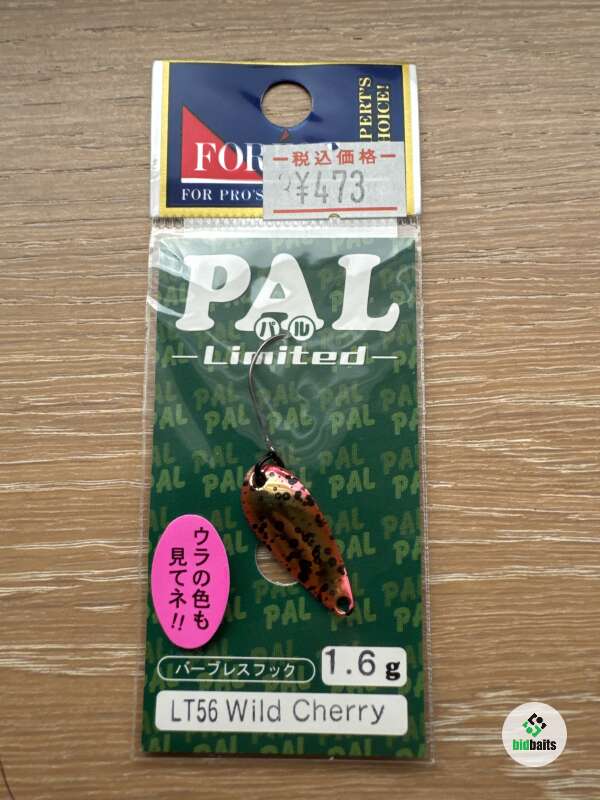 PERT'S
HOICE!
FOR
FOR PRO'S
税込価格
¥473
PAL
パル
Limited
ウラの色も
見てネ!!
バーブレスフック
1.6g
LT56 Wild Cherry
bidbaits